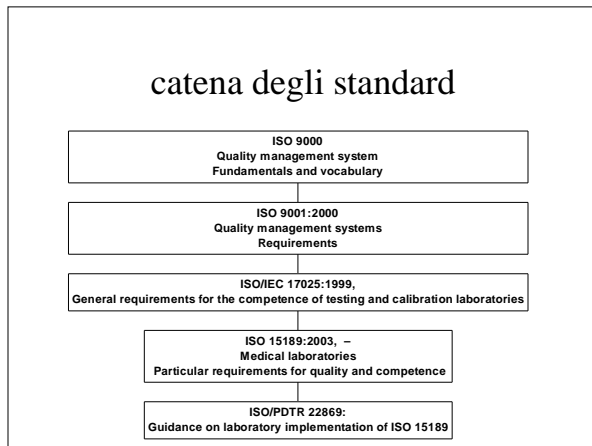 catena degli standard
ISO 9000
Quality management system
Fundamentals and vocabulary
ISO 9001:2000
Quality management systems
Requirements
ISO/IEC 17025:1999,
General requirements for the competence of testing and calibration laboratories
ISO 15189:2003, –
Medical laboratories
Particular requirements for quality and competence
ISO/PDTR 22869:
Guidance on laboratory implementation of ISO 15189